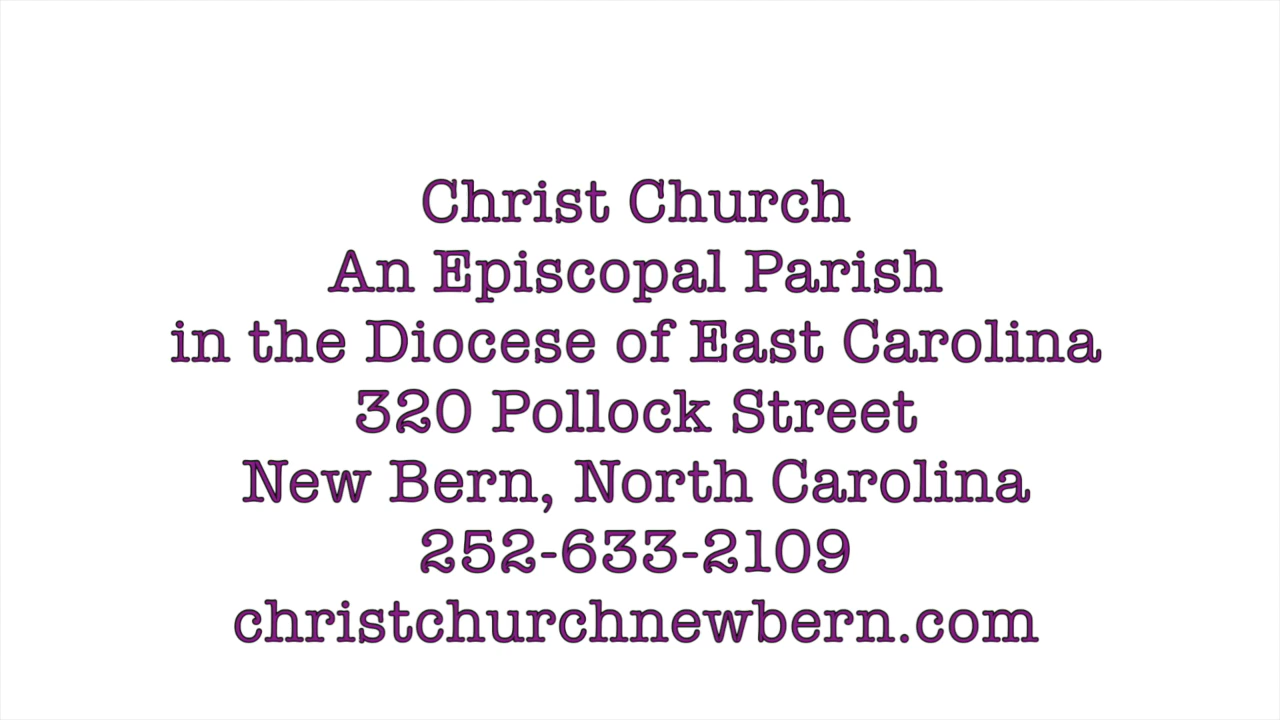 Christ Church
An Episcopal Parish
in the Diocese of East Carolina
320 Pollock Street
New Bern, North Carolina
252-633-2109
christchurchnewbern.com